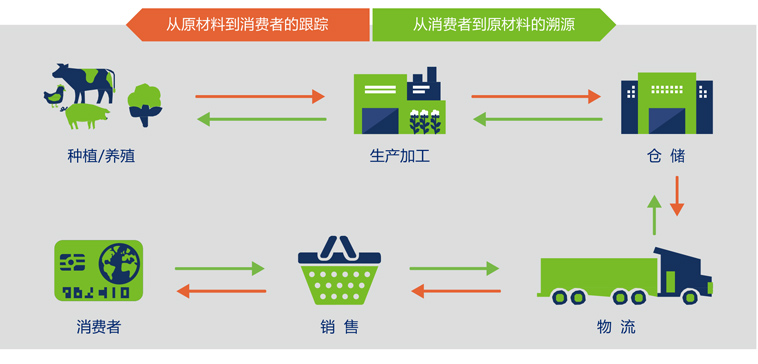 从原材料到消费者的跟踪
从消费者到原材料的溯源
种植/养殖
生产加工
仓 储
消费者
销 售
物 流